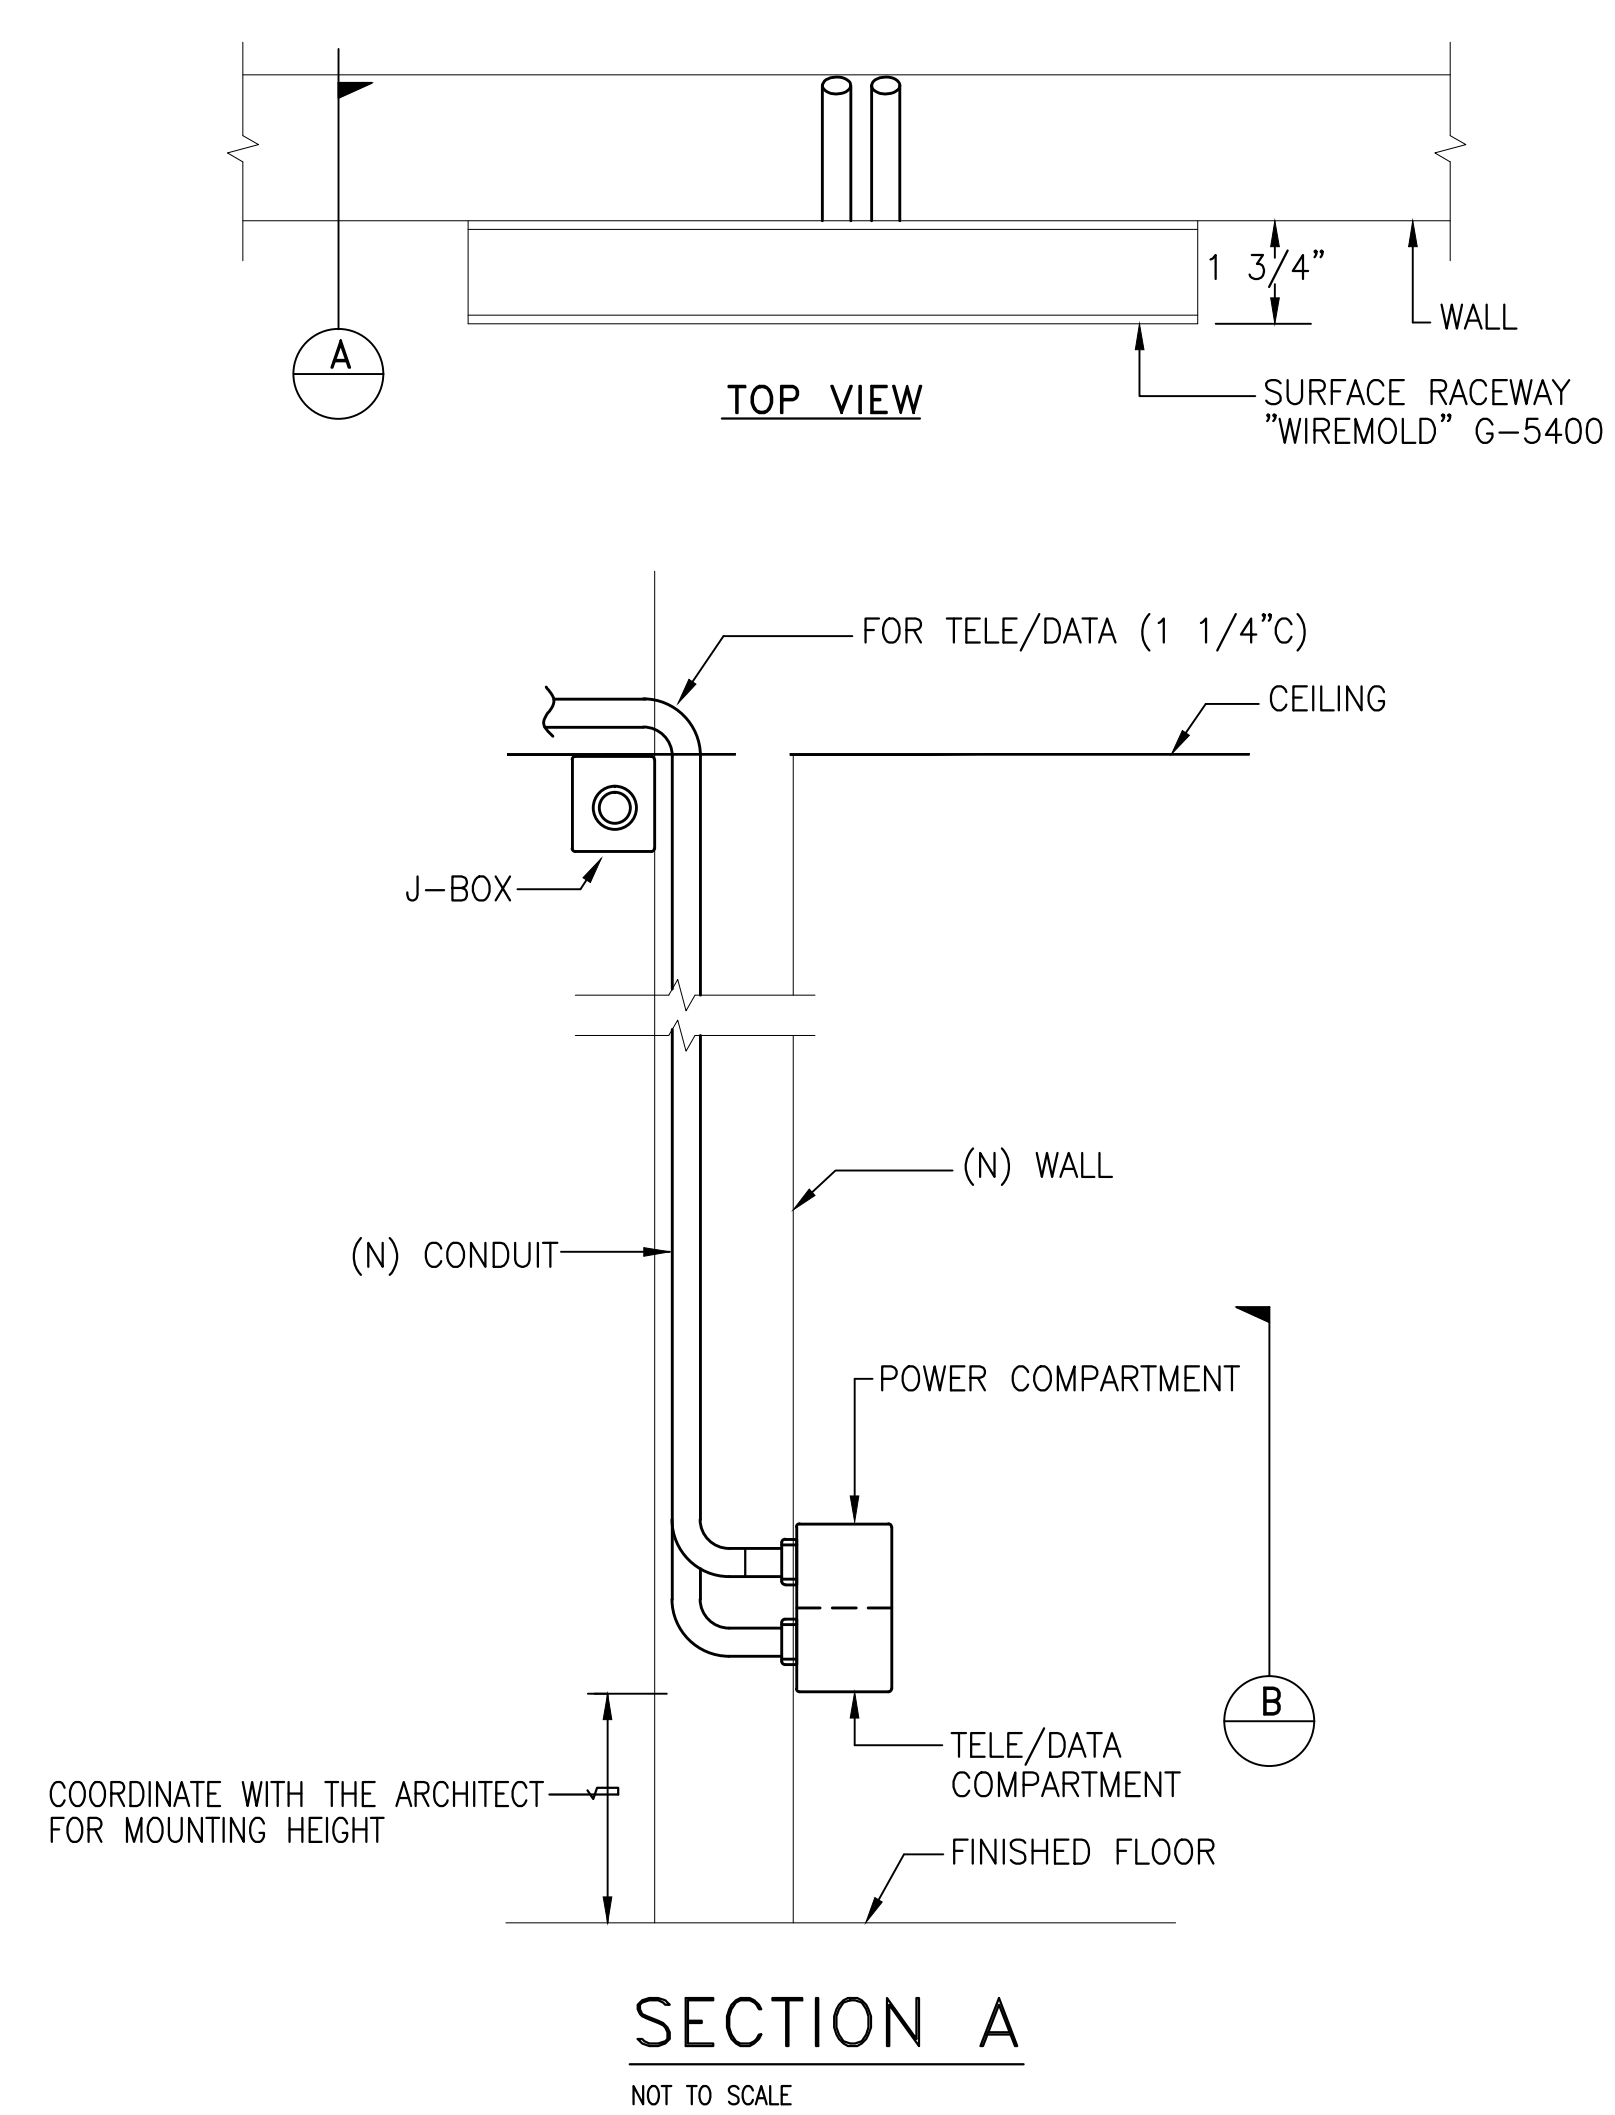 1 3/4”
WALL
A
TOP VIEW
SURFACE RACEWAY
”WIREMOLD” G-5400
FOR TELE/DATA (1 1/4”C)
CEILING
J-BOX
(N) WALL
(N) CONDUIT
POWER COMPARTMENT
B
TELE/DATA
COMPARTMENT
COORDINATE WITH THE ARCHITECT
FOR MOUNTING HEIGHT
FINISHED FLOOR
SECTION A
NOT TO SCALE